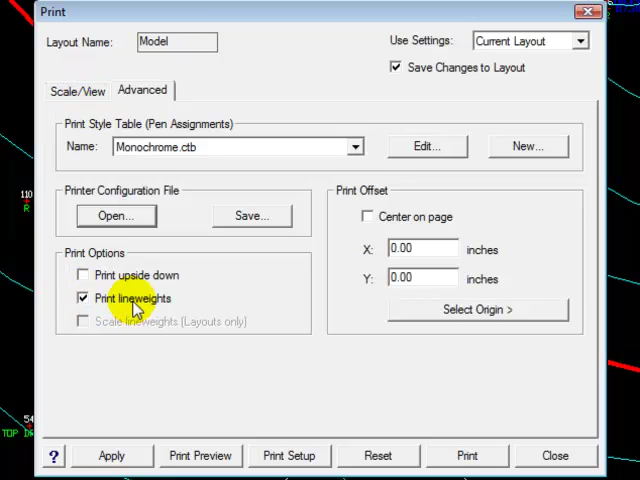 Print
Layout Name: Model
Use Settings: Current Layout
Save Changes to Layout
Scale/View Advanced
Print Style Table (Pen Assignments)
Name: Monochrome.ctb Edit... New...
Printer Configuration File
Open... Save...
Print Offset
Center on page
X: 0.00 inches
Y: 0.00 inches
Select Origin >
Print Options
Print upside down
Print lineweights
Scale lineweights (Layouts only)
? Apply Print Preview Print Setup Reset Print Close
110
R
54
TOP